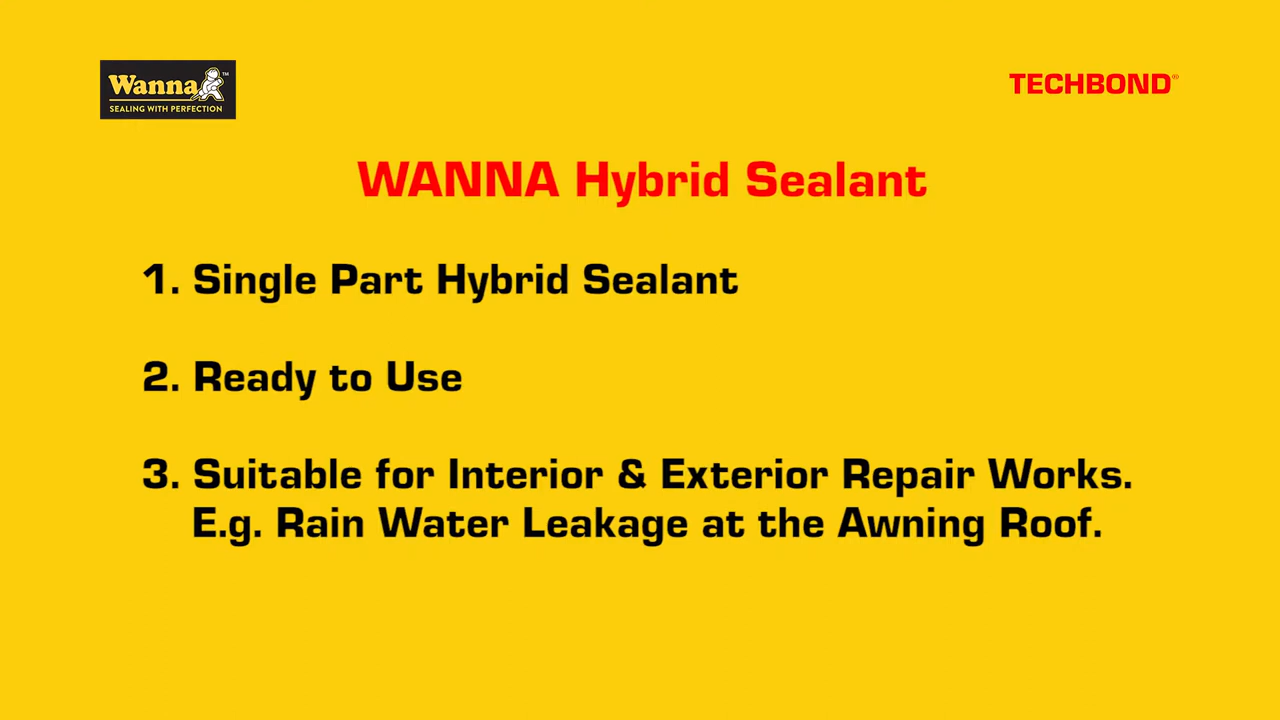 Wanna™
SEALING WITH PERFECTION
TECHBOND®
WANNA Hybrid Sealant
1. Single Part Hybrid Sealant
2. Ready to Use
3. Suitable for Interior & Exterior Repair Works.
E.g. Rain Water Leakage at the Awning Roof.